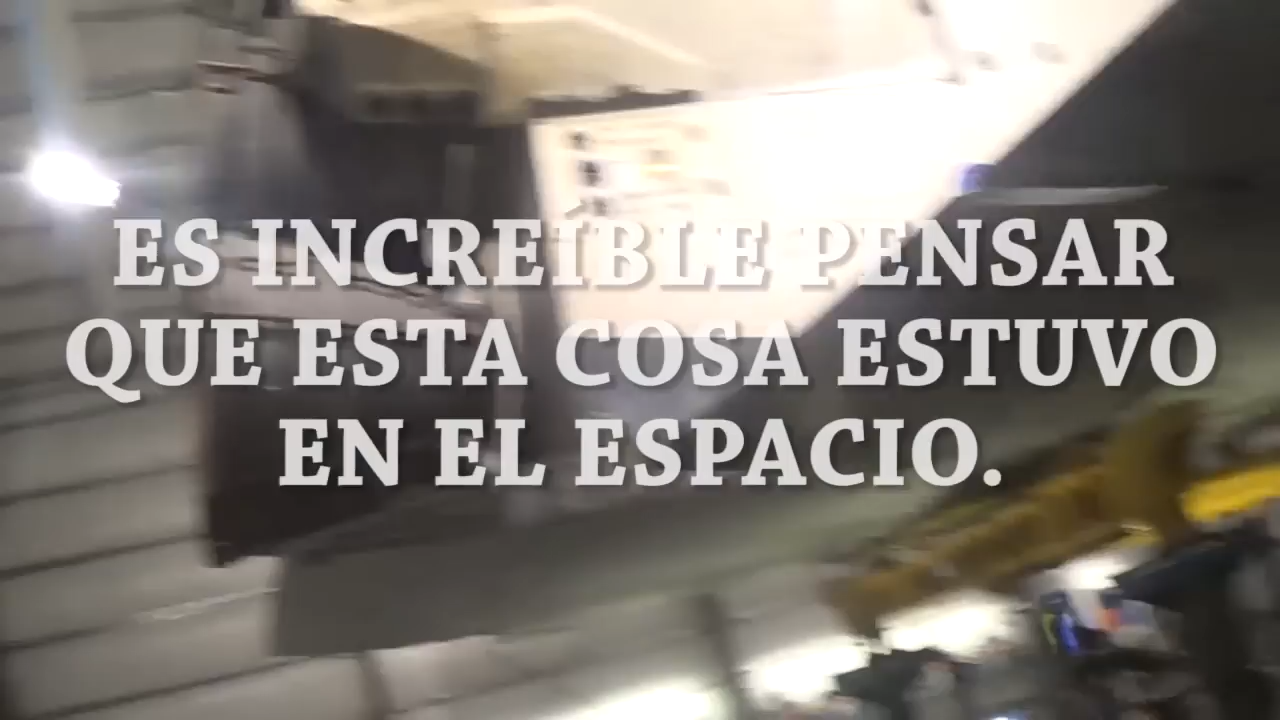 ES INCREÍBLE PENSAR
QUE ESTA COSA ESTUVO
EN EL ESPACIO.